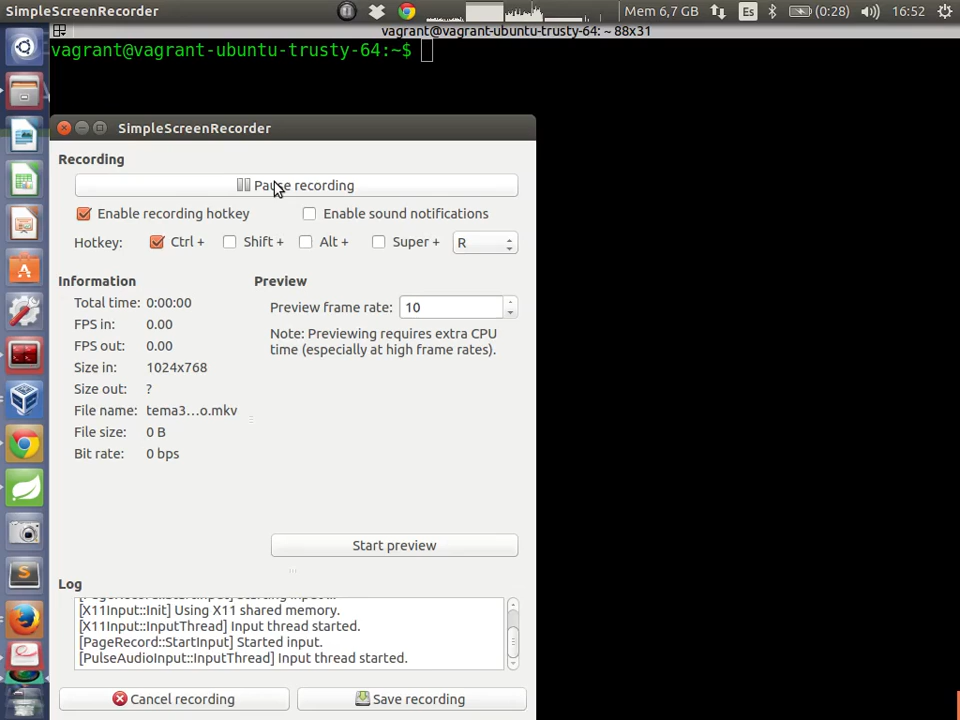 SimpleScreenRecorder
Mem 6,7 GB Es (0:28) 16:52
vagrant@vagrant-ubuntu-trusty-64: ~ 88x31
vagrant@vagrant-ubuntu-trusty-64:~$
SimpleScreenRecorder
Recording
Pause recording
Enable recording hotkey
Enable sound notifications
Hotkey: Ctrl + Shift + Alt + Super + R
Information
Total time: 0:00:00
FPS in: 0.00
FPS out: 0.00
Size in: 1024x768
Size out: ?
File name: tema3...o.mkv
File size: 0 B
Bit rate: 0 bps
Preview
Preview frame rate: 10
Note: Previewing requires extra CPU
time (especially at high frame rates).
Start preview
Log
[X11Input::Init] Using X11 shared memory.
[X11Input::InputThread] Input thread started.
[PageRecord::StartInput] Started input.
[PulseAudioInput::InputThread] Input thread started.
Cancel recording
Save recording